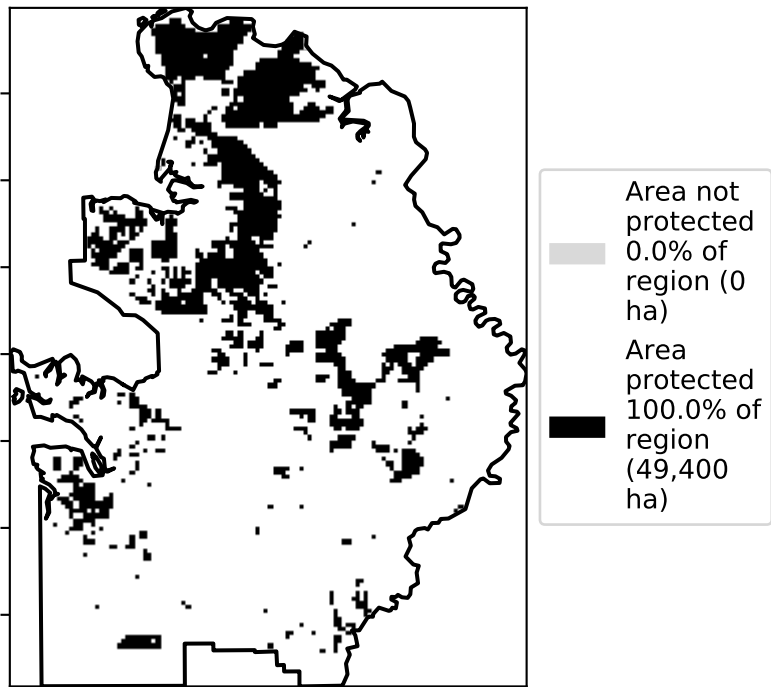 Area not
protected
0.0% of
region (0
ha)
Area
protected
100.0% of
region
(49,400
ha)